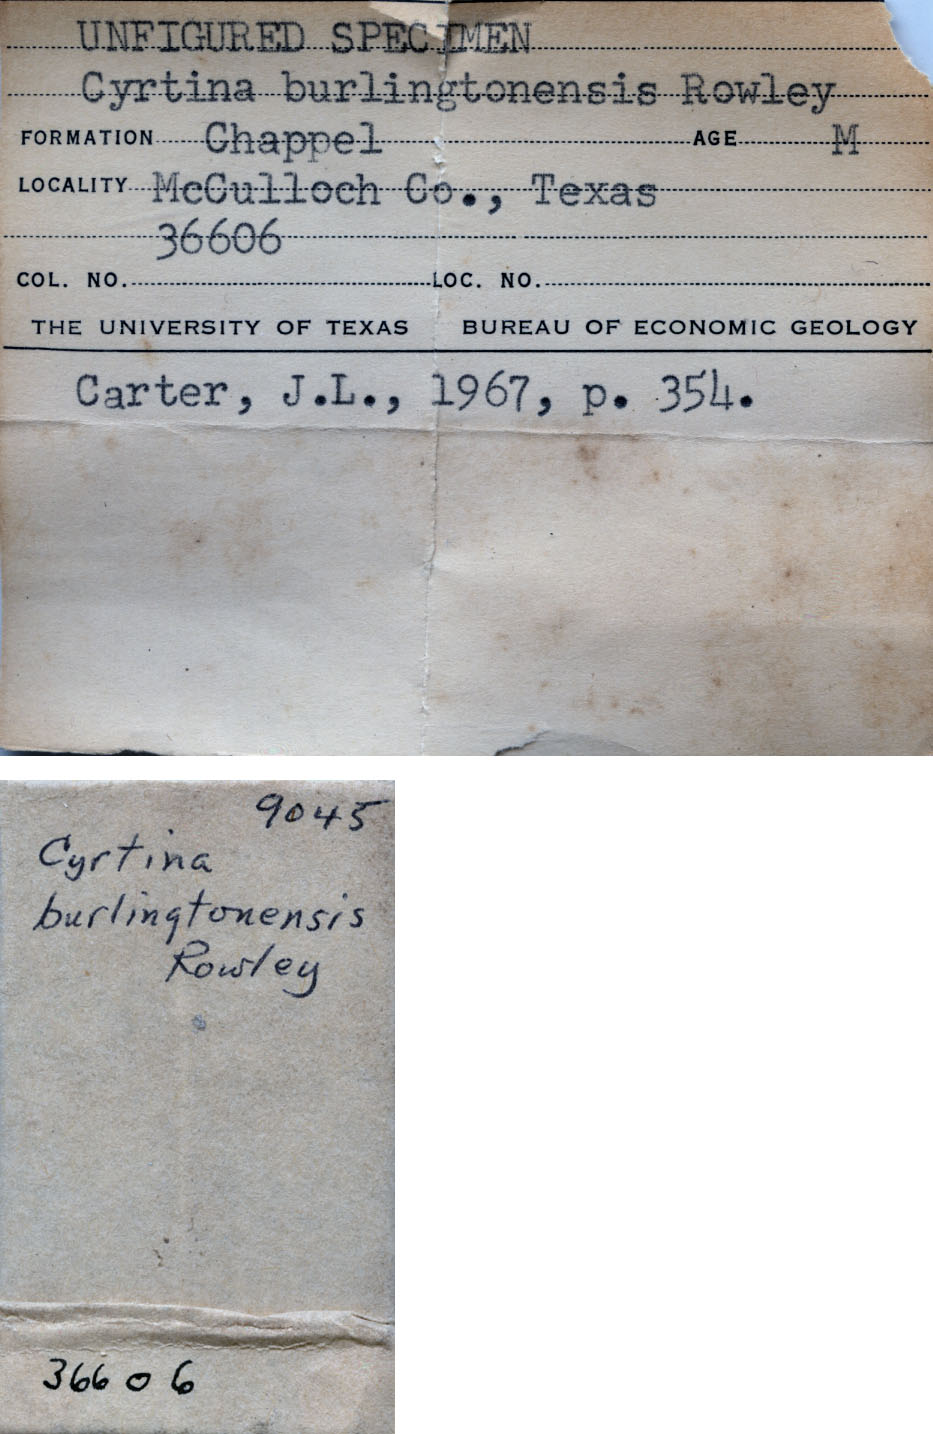 UNFIGURED SPECIMEN
Cyrtina burlingtonensis Rowley
FORMATION Chappel AGE M
LOCALITY McCulloch Co., Texas
36606
COL. NO. LOC. NO.
THE UNIVERSITY OF TEXAS BUREAU OF ECONOMIC GEOLOGY
Carter, J.L., 1967, p. 354.
9045
Cyrtina
burlingtonensis
Rowley
36606